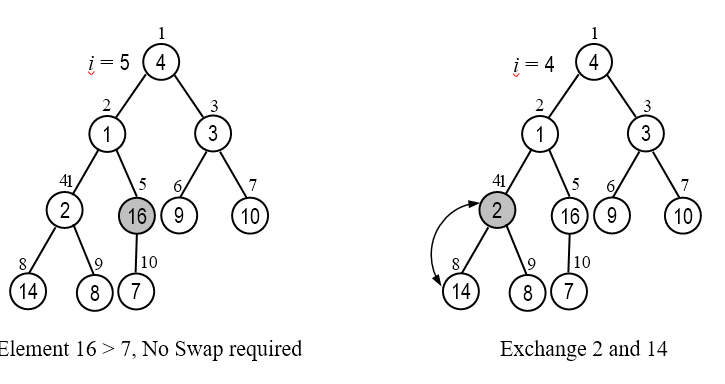 1 1
i = 5 4 i = 4 4
2 3 2 3
1 3 1 3
41 5 6 7 41 5 6 7
2 16 9 10 2 16 9 10
8 9 10 8 9 10
14 8 7 14 8 7
Element 16 > 7, No Swap required Exchange 2 and 14